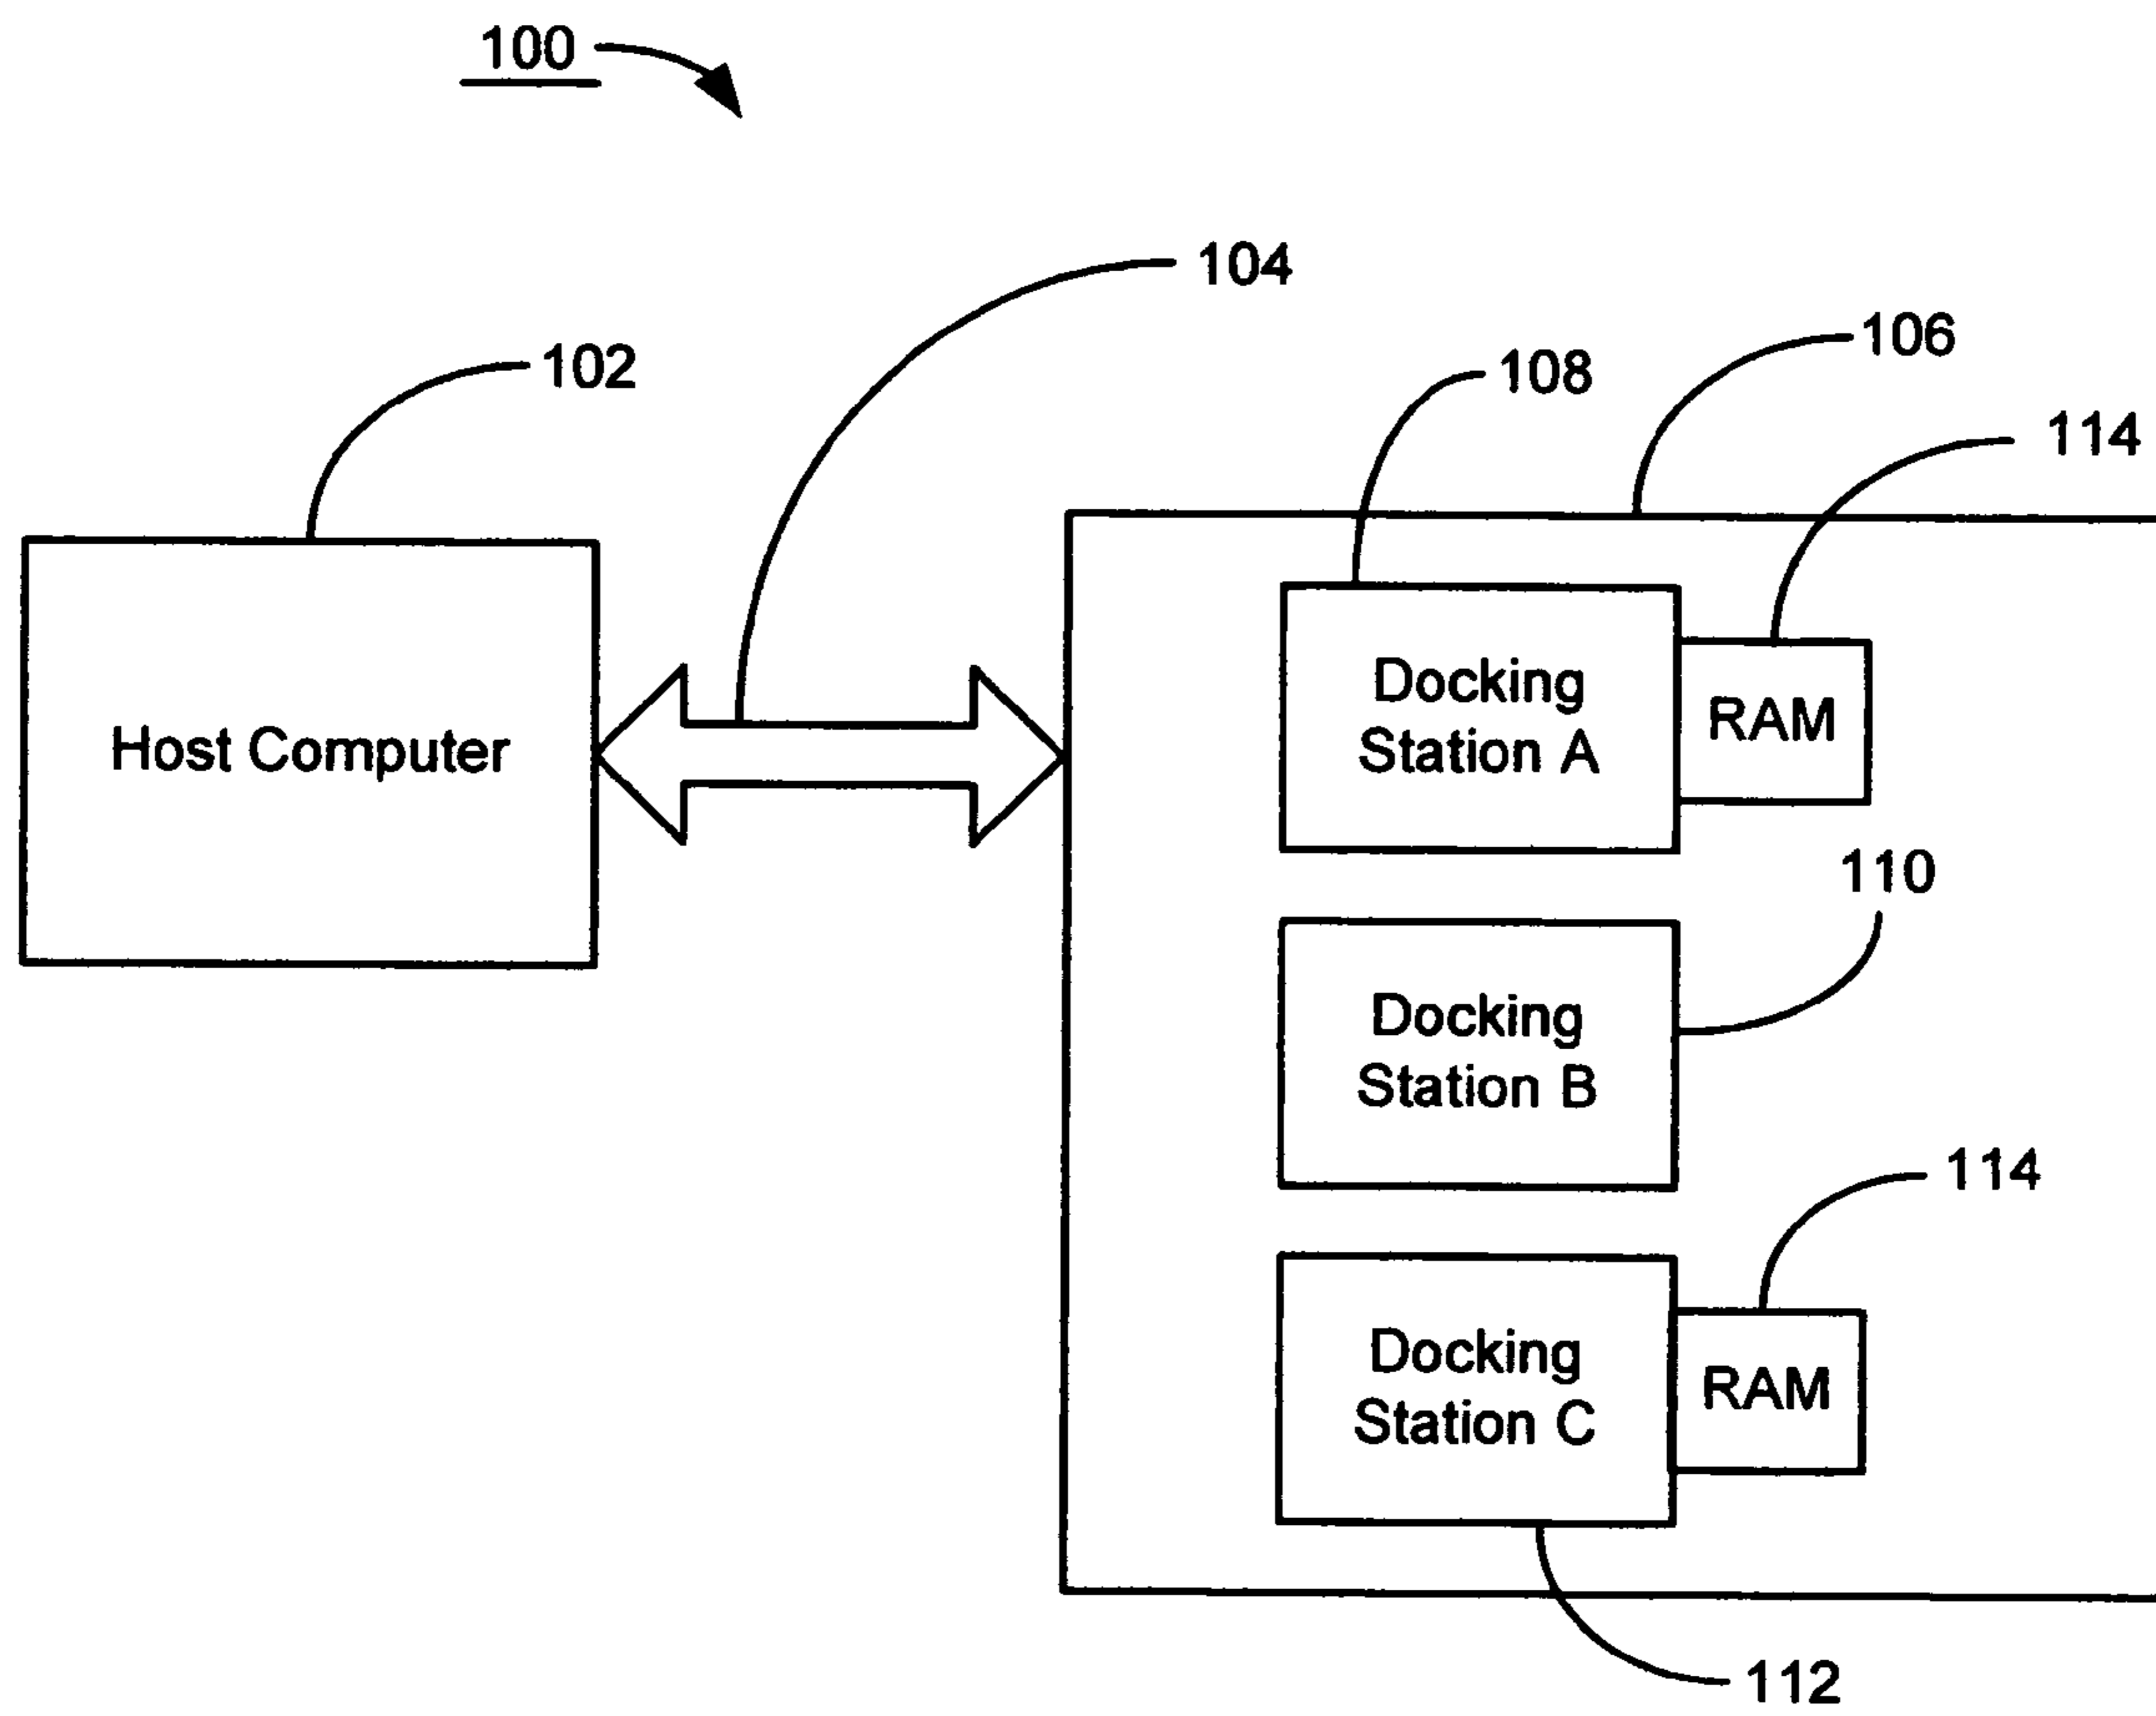 100
104
106
108
102
114
Docking
Station A
RAM
Host Computer
110
Docking
Station B
114
Docking
Station C
RAM
112